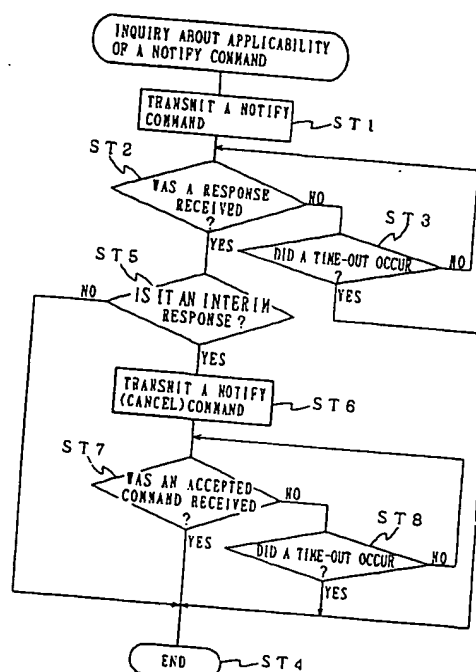 INQUIRY ABOUT APPLICABILITY
OF A NOTIFY COMMAND
TRANSMIT A NOTIFY
COMMAND
ST1
ST2
WAS A RESPONSE
RECEIVED
?
NO
YES
ST3
DID A TIME-OUT OCCUR
?
NO
YES
ST5
IS IT AN INTERIM
RESPONSE?
NO
YES
TRANSMIT A NOTIFY
(CANCEL)COMMAND
ST6
ST7
WAS AN ACCEPTED
COMMAND RECEIVED
?
NO
YES
ST8
DID A TIME-OUT OCCUR
?
NO
YES
END
ST4